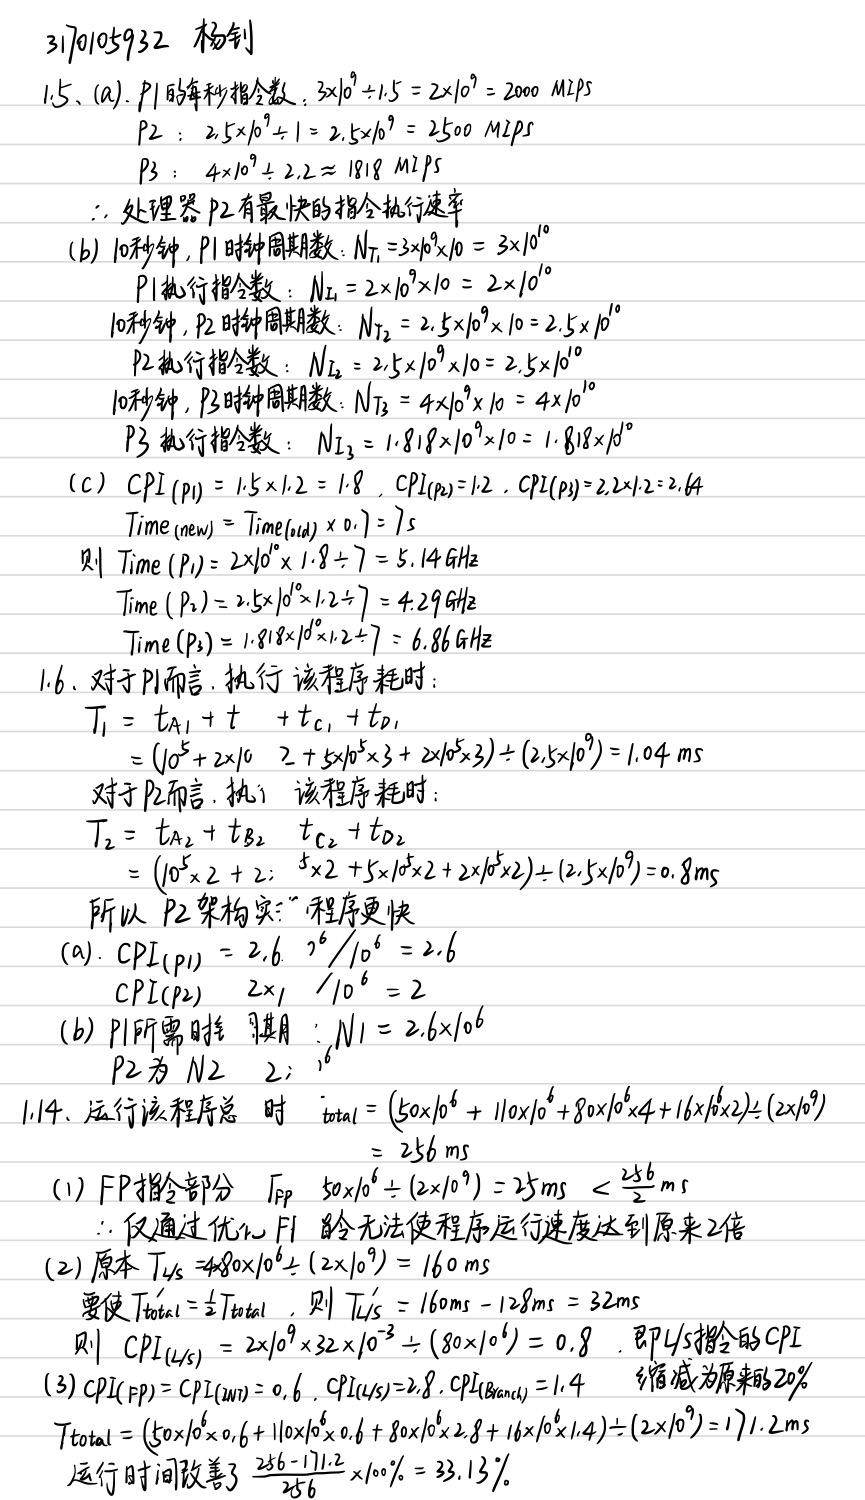 3170105932 杨钊
1.5、(a). P1的每秒指令数: 3×10⁹÷1.5 = 2×10⁹ = 2000 MIPS
P2 : 2.5×10⁹÷1 = 2.5×10⁹ = 2500 MIPS
P3 : 4×10⁹÷2.2 ≈ 1818 MIPS
∴ 处理器P2有最快的指令执行速率
(b) 10秒钟, P1时钟周期数: N_T₁ = 3×10⁹×10 = 3×10¹⁰
P1执行指令数: N_I₁ = 2×10⁹×10 = 2×10¹⁰
10秒钟, P2时钟周期数: N_T₂ = 2.5×10⁹×10 = 2.5×10¹⁰
P2执行指令数: N_I₂ = 2.5×10⁹×10 = 2.5×10¹⁰
10秒钟, P3时钟周期数: N_T₃ = 4×10⁹×10 = 4×10¹⁰
P3执行指令数: N_I₃ = 1.818×10⁹×10 = 1.818×10¹⁰
(c) CPI(P1) = 1.5×1.2 = 1.8 , CPI(P2)=1.2 , CPI(P3)=2.2×1.2=2.64
Time(new) = Time(old) × 0.7 = 7s
则 Time(P₁) = 2×10¹⁰×1.8÷7 = 5.14GHz
Time(P₂) = 2.5×10¹⁰×1.2÷7 = 4.29GHz
Time(P₃) = 1.818×10¹⁰×1.2÷7 = 6.86GHz
1.6、对于P1而言, 执行该程序耗时:
T₁ = t_A₁ + t + t_C₁ + t_D₁
= (10⁵ + 2×10 2 + 5×10⁵×3 + 2×10⁵×3) ÷ (2.5×10⁹) = 1.04 ms
对于P2而言, 执 该程序耗时:
T₂ = t_A₂ + t_B₂ t_C₂ + t_D₂
= (10⁵×2 + 2 ⁵×2 + 5×10⁵×2 + 2×10⁵×2) ÷ (2.5×10⁹) = 0.8ms
所以 P2架构实 程序更快
(a). CPI(P1) = 2.6 ⁶/10⁶ = 2.6
CPI(P2) 2×1 /10⁶ = 2
(b) P1所需时 期 : N1 = 2.6×10⁶
P2为 N2 2 ⁶
1.14、运行该程序总 时 total = (50×10⁶ + 110×10⁶ + 80×10⁶×4 + 16×10⁶×2) ÷ (2×10⁹)
= 256 ms
(1) FP指令部分 T_FP 50×10⁶ ÷ (2×10⁹) = 25ms < 256/2 ms
∴ 仅通过优化 F 指令无法使程序运行速度达到原来2倍
(2) 原本 T_L/S = 4×80×10⁶ ÷ (2×10⁹) = 160 ms
要使T'total = ½Ttotal , 则 T'L/S = 160ms - 128ms = 32ms
则 CPI(L/S) = 2×10⁹×32×10⁻³ ÷ (80×10⁶) = 0.8 , 即L/S指令的CPI
缩减为原来的20%
(3) CPI(FP) = CPI(INT) = 0.6 , CPI(L/S)=2.8 , CPI(Branch) = 1.4
Ttotal = (50×10⁶×0.6 + 110×10⁶×0.6 + 80×10⁶×2.8 + 16×10⁶×1.4) ÷ (2×10⁹) = 171.2ms
运行时间改善了 256-171.2/256 ×100% = 33.13%